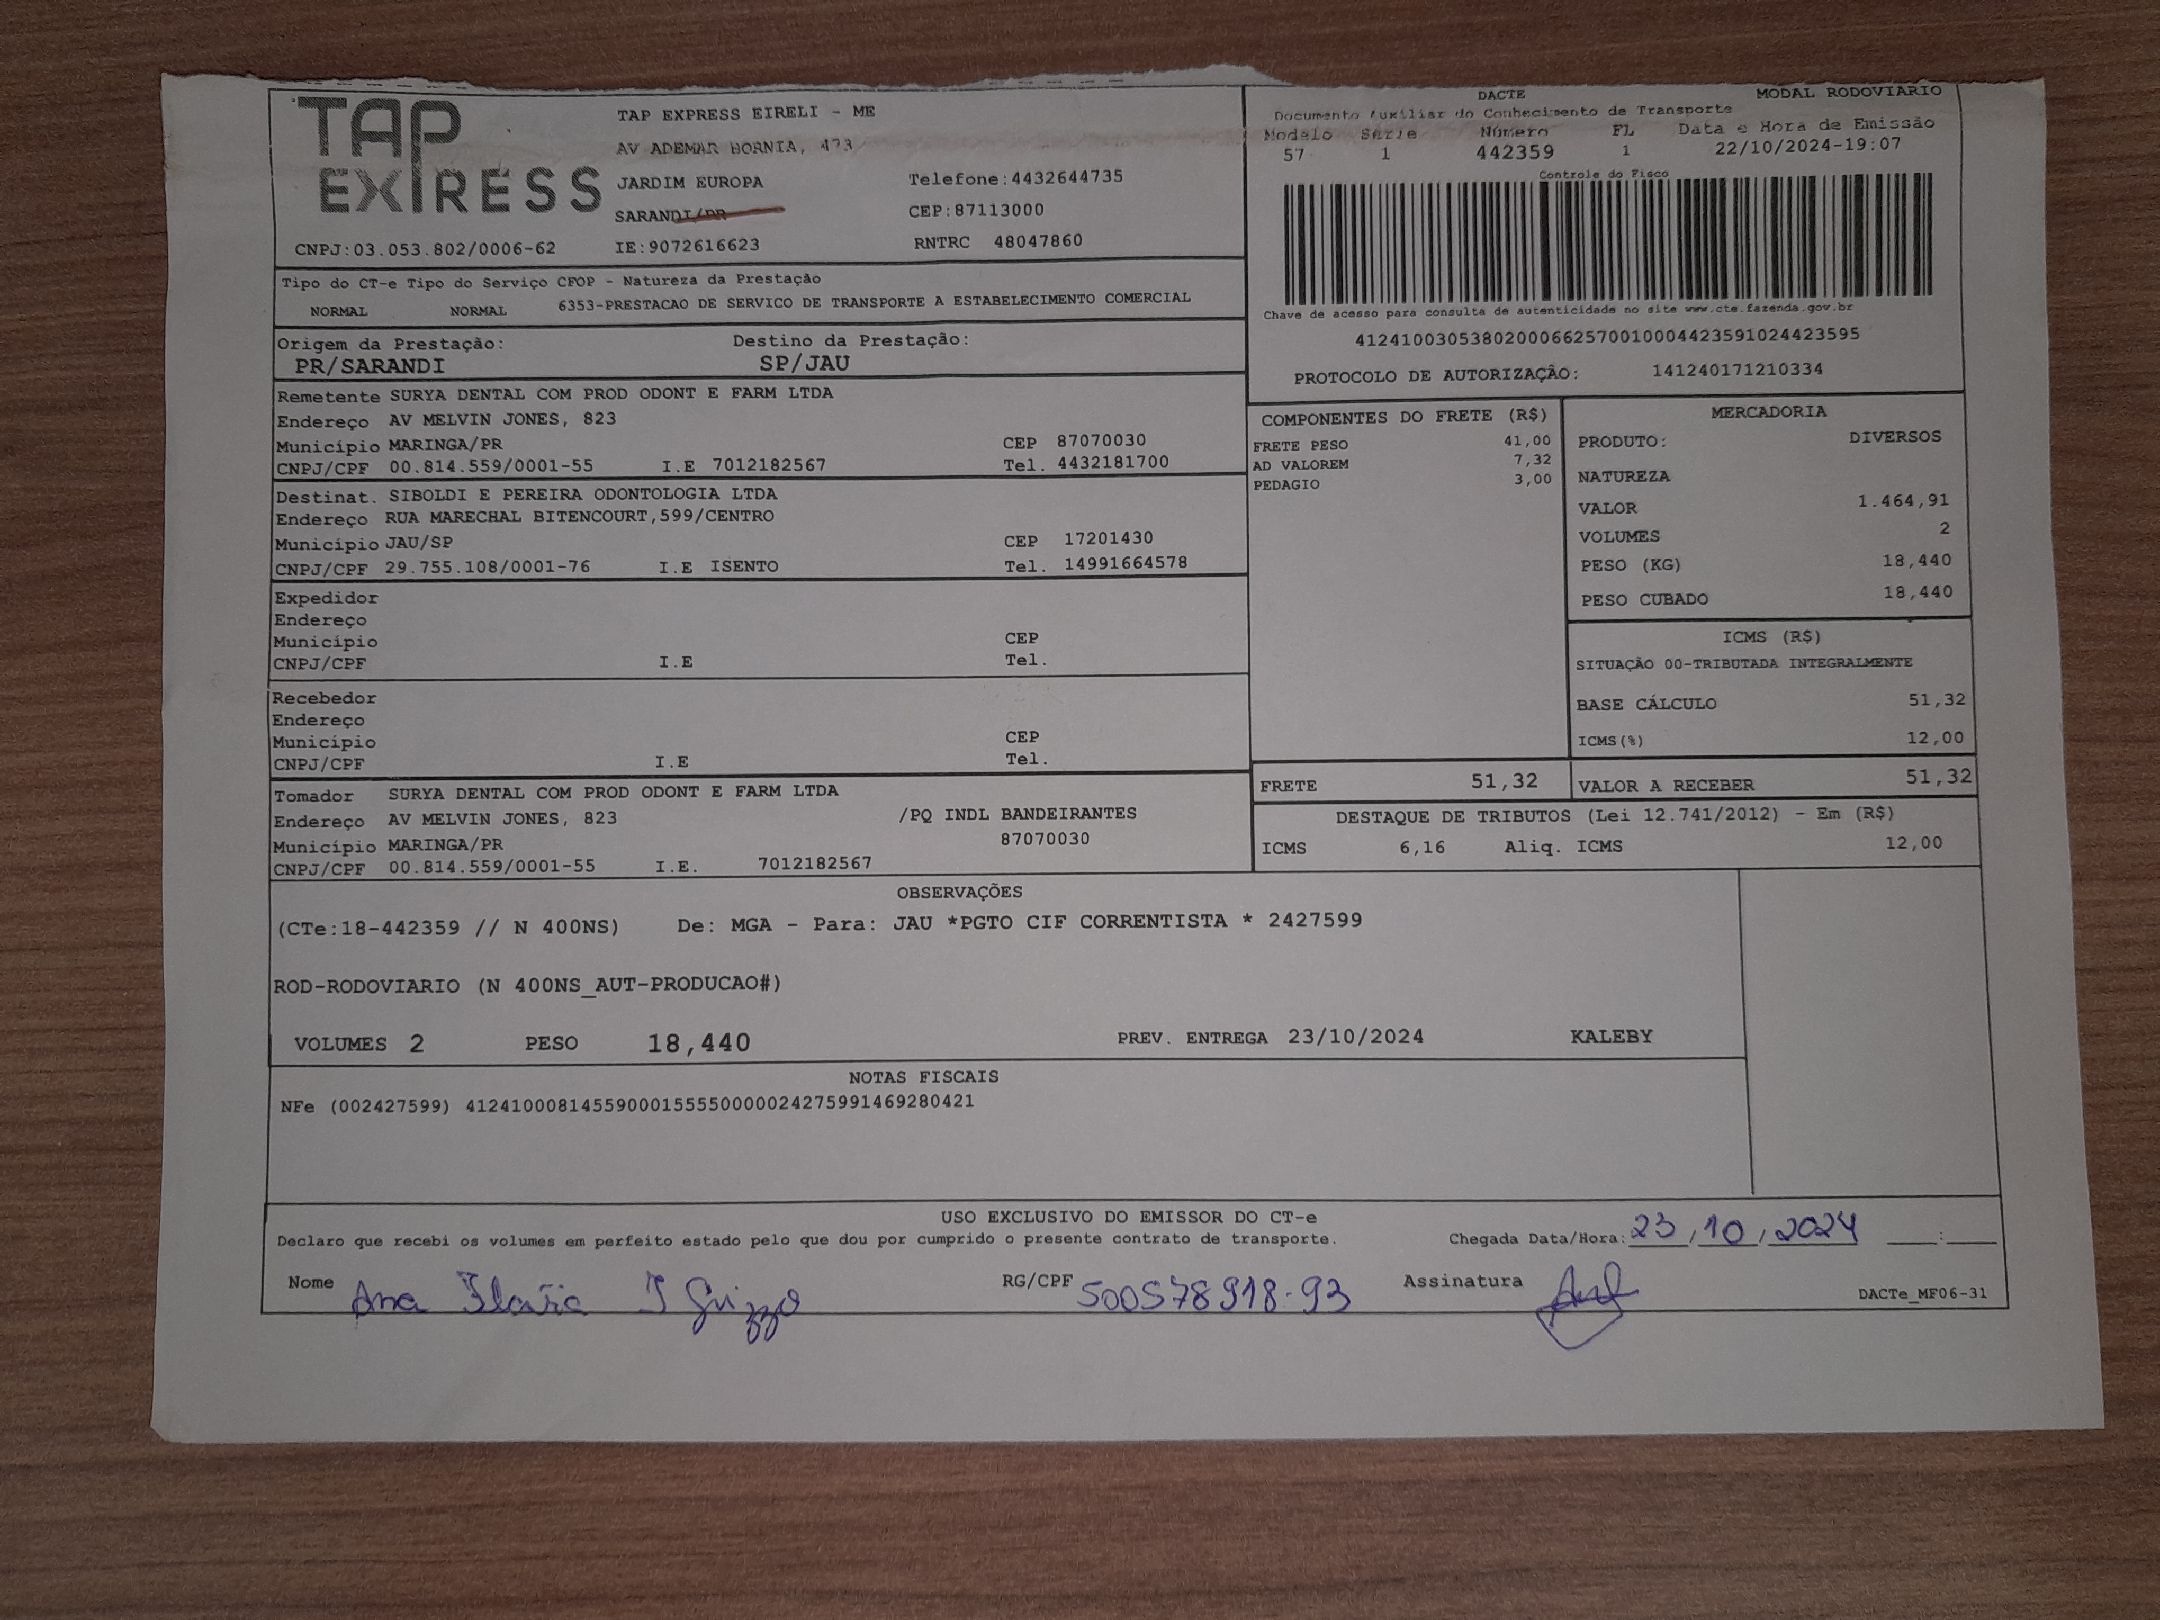 TAP
EXPRESS
TAP EXPRESS EIRELI - ME
AV ADEMAR BORNIA, 473
JARDIM EUROPA
Telefone:4432644735
SARANDI/PR
CEP:87113000
CNPJ:03.053.802/0006-62
IE:9072616623
RNTRC 48047860
DACTE
MODAL RODOVIARIO
Documento Auxiliar do Conhecimento de Transporte
Modelo Série Número FL Data e Hora de Emissão
57 1 442359 1 22/10/2024-19:07
Controle do Fisco
Chave de acesso para consulta de autenticidade no site www.cte.fazenda.gov.br
41241003053802000662570010004423591024423595
PROTOCOLO DE AUTORIZAÇÃO: 141240171210334
Tipo do CT-e Tipo do Serviço CFOP - Natureza da Prestação
NORMAL NORMAL 6353-PRESTACAO DE SERVICO DE TRANSPORTE A ESTABELECIMENTO COMERCIAL
Origem da Prestação: Destino da Prestação:
PR/SARANDI SP/JAU
Remetente SURYA DENTAL COM PROD ODONT E FARM LTDA
Endereço AV MELVIN JONES, 823
Município MARINGA/PR CEP 87070030
CNPJ/CPF 00.814.559/0001-55 I.E 7012182567 Tel. 4432181700
Destinat. SIBOLDI E PEREIRA ODONTOLOGIA LTDA
Endereço RUA MARECHAL BITENCOURT,599/CENTRO
Município JAU/SP CEP 17201430
CNPJ/CPF 29.755.108/0001-76 I.E ISENTO Tel. 14991664578
Expedidor
Endereço
Município CEP
CNPJ/CPF I.E Tel.
Recebedor
Endereço
Município CEP
CNPJ/CPF I.E Tel.
Tomador SURYA DENTAL COM PROD ODONT E FARM LTDA
Endereço AV MELVIN JONES, 823 /PQ INDL BANDEIRANTES
Município MARINGA/PR 87070030
CNPJ/CPF 00.814.559/0001-55 I.E. 7012182567
COMPONENTES DO FRETE (R$)
FRETE PESO 41,00
AD VALOREM 7,32
PEDAGIO 3,00
MERCADORIA
PRODUTO: DIVERSOS
NATUREZA
VALOR 1.464,91
VOLUMES 2
PESO (KG) 18,440
PESO CUBADO 18,440
ICMS (R$)
SITUAÇÃO 00-TRIBUTADA INTEGRALMENTE
BASE CÁLCULO 51,32
ICMS(%) 12,00
FRETE 51,32 VALOR A RECEBER 51,32
DESTAQUE DE TRIBUTOS (Lei 12.741/2012) - Em (R$)
ICMS 6,16 Aliq. ICMS 12,00
OBSERVAÇÕES
(CTe:18-442359 // N 400NS) De: MGA - Para: JAU *PGTO CIF CORRENTISTA * 2427599
ROD-RODOVIARIO (N 400NS_AUT-PRODUCAO#)
VOLUMES 2 PESO 18,440 PREV. ENTREGA 23/10/2024 KALEBY
NOTAS FISCAIS
NFe (002427599) 41241000814559000155550000024275991469280421
USO EXCLUSIVO DO EMISSOR DO CT-e
Declaro que recebi os volumes em perfeito estado pelo que dou por cumprido o presente contrato de transporte. Chegada Data/Hora: 23,10,2024 :
Nome Ana Flavia J Grizzo RG/CPF 500578918-93 Assinatura
DACTe_MF06-31